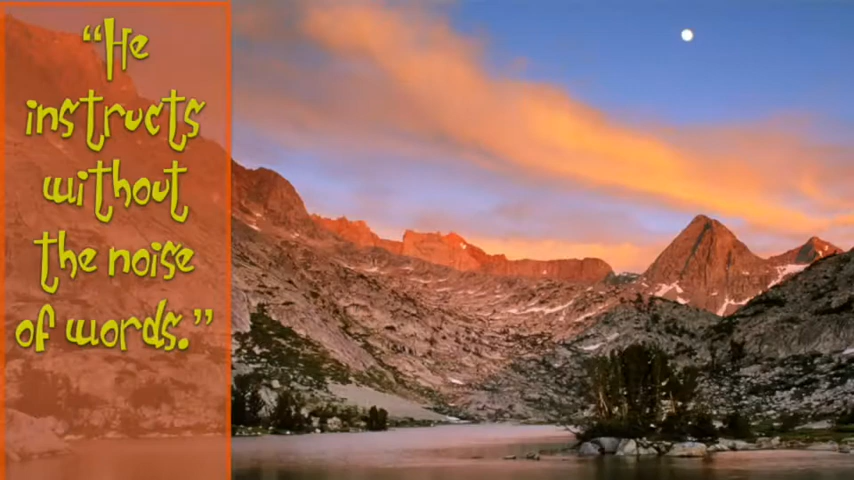 “He
instructs
without
the noise
of words.”